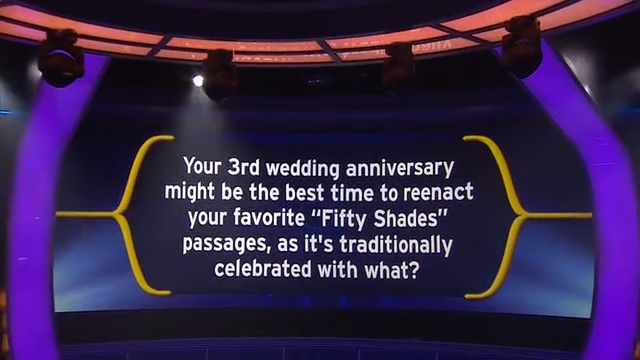 Your 3rd wedding anniversary
might be the best time to reenact
your favorite “Fifty Shades”
passages, as it's traditionally
celebrated with what?